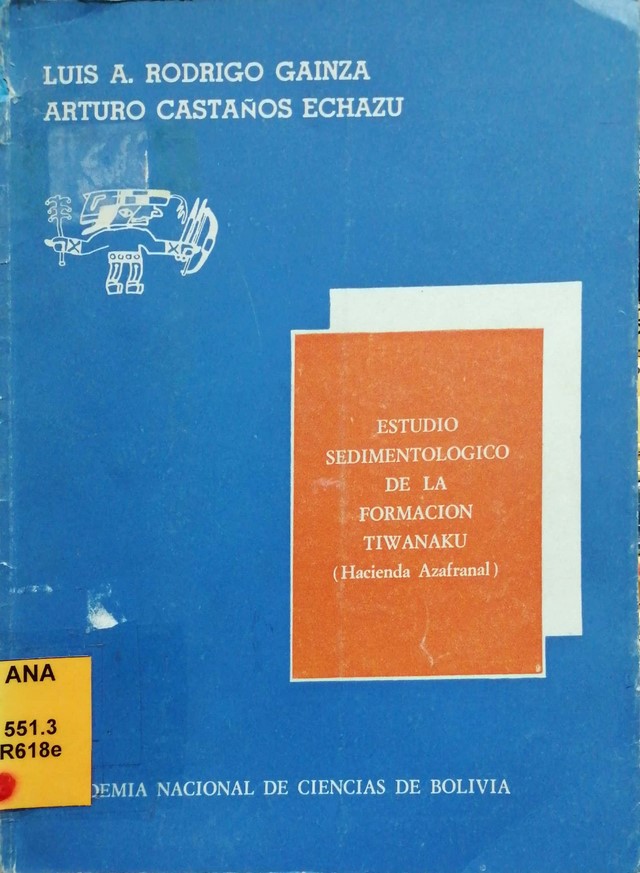 LUIS A. RODRIGO GAINZA
ARTURO CASTAÑOS ECHAZU
ESTUDIO
SEDIMENTOLOGICO
DE LA
FORMACION
TIWANAKU
(Hacienda Azafranal)
ANA
551.3
R618e
DEMIA NACIONAL DE CIENCIAS DE BOLIVIA